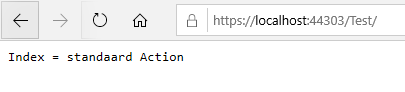 https://localhost:44303/Test/
Index = standaard Action